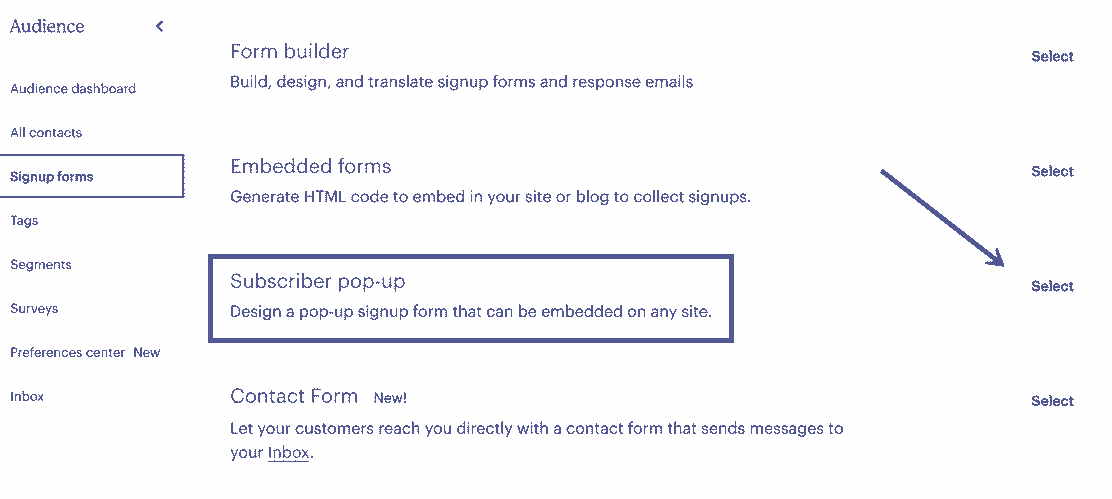 Audience
Audience dashboard
All contacts
Signup forms
Tags
Segments
Surveys
Preferences center New
Inbox
Form builder
Select
Build, design, and translate signup forms and response emails
Embedded forms
Select
Generate HTML code to embed in your site or blog to collect signups.
Subscriber pop-up
Select
Design a pop-up signup form that can be embedded on any site.
Contact Form New!
Select
Let your customers reach you directly with a contact form that sends messages to
your Inbox.